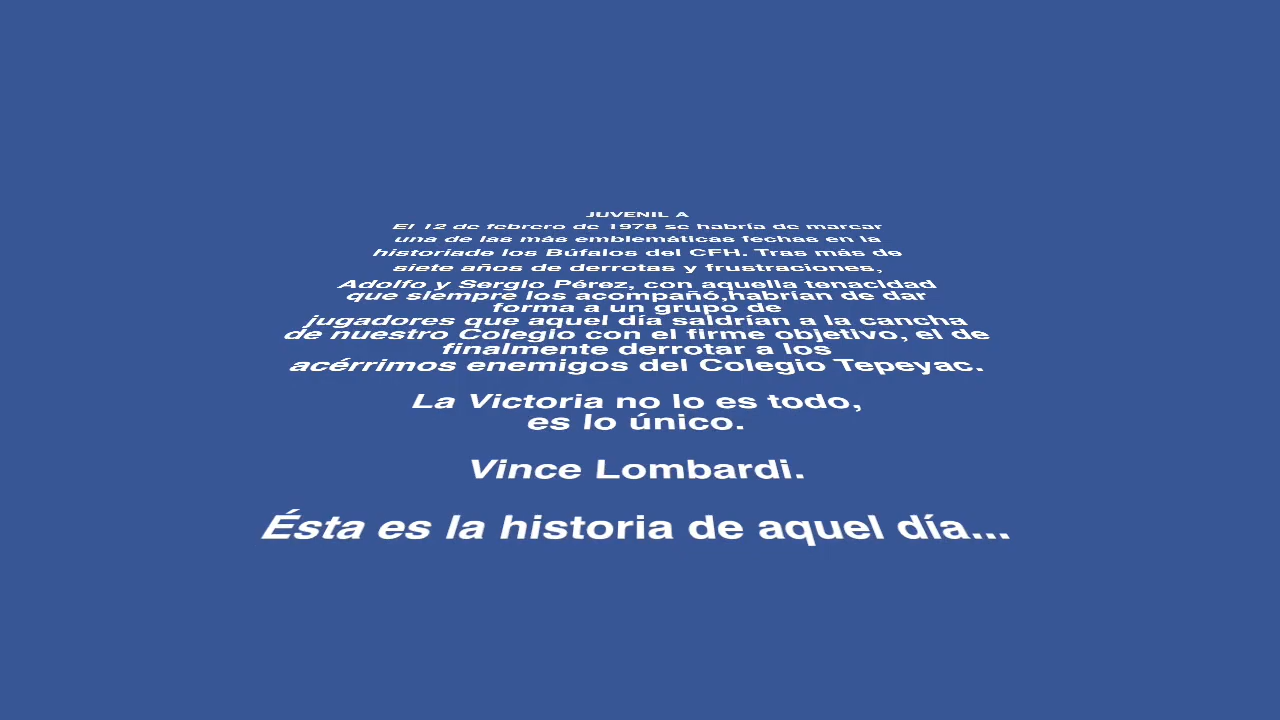 JUVENIL A
El 12 de febrero de 1978 se habría de marcar
una de las más emblemáticas fechas en la
historiade los Búfalos del CFH. Tras más de
siete años de derrotas y frustraciones,
Adolfo y Sergio Pérez, con aquella tenacidad
que siempre los acompañó,habrían de dar
forma a un grupo de
jugadores que aquel día saldrían a la cancha
de nuestro Colegio con el firme objetivo, el de
finalmente derrotar a los
acérrimos enemigos del Colegio Tepeyac.
La Victoria no lo es todo,
es lo único.
Vince Lombardi.
Ésta es la historia de aquel día...